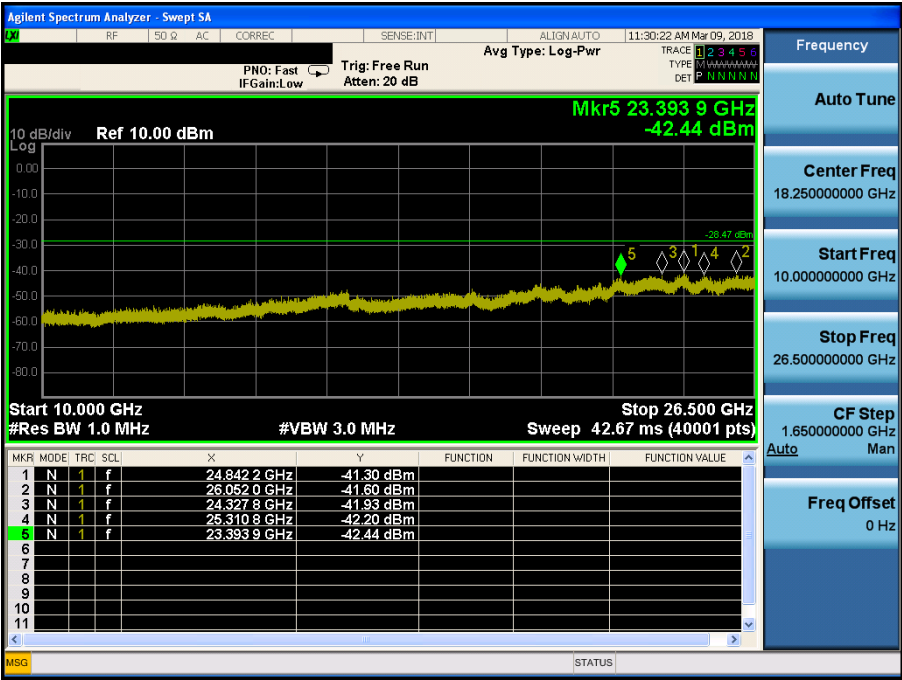 Agilent Spectrum Analyzer - Swept SA
LXI RF 50 Ω AC CORREC SENSE:INT ALIGN AUTO 11:30:22 AM Mar 09, 2018
Avg Type: Log-Pwr TRACE 1 2 3 4 5 6
PNO: Fast Trig: Free Run TYPE M
IFGain:Low Atten: 20 dB DET P N N N N N
Mkr5 23.393 9 GHz
-42.44 dBm
10 dB/div Ref 10.00 dBm
Log
0.00
-10.0
-20.0
-28.47 dBm
-30.0
5 3 1 4 2
-40.0
-50.0
-60.0
-70.0
-80.0
Start 10.000 GHz Stop 26.500 GHz
#Res BW 1.0 MHz #VBW 3.0 MHz Sweep 42.67 ms (40001 pts)
MKR MODE TRC SCL X Y FUNCTION FUNCTION WIDTH FUNCTION VALUE
1 N 1 f 24.842 2 GHz -41.30 dBm
2 N 1 f 26.052 0 GHz -41.60 dBm
3 N 1 f 24.327 8 GHz -41.93 dBm
4 N 1 f 25.310 8 GHz -42.20 dBm
5 N 1 f 23.393 9 GHz -42.44 dBm
6
7
8
9
10
11
MSG STATUS
Frequency
Auto Tune
Center Freq
18.250000000 GHz
Start Freq
10.000000000 GHz
Stop Freq
26.500000000 GHz
CF Step
1.650000000 GHz
Auto Man
Freq Offset
0 Hz